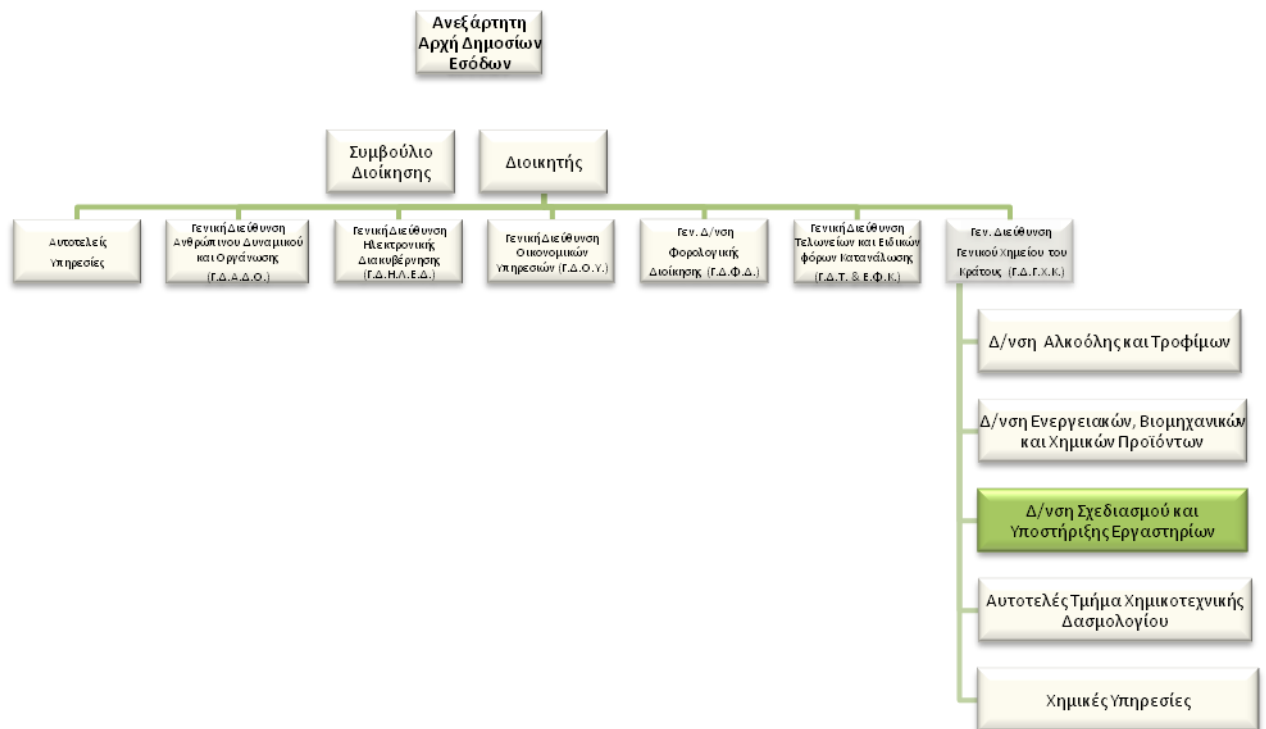 Ανεξάρτητη
Αρχή Δημοσίων
Εσόδων
Συμβούλιο
Διοίκησης
Διοικητής
Αυτοτελείς
Υπηρεσίες
Γενική Διεύθυνση
Ανθρώπινου Δυναμικού
και Οργάνωσης
(Γ.Δ.Α.Δ.Ο.)
Γενική Διεύθυνση
Ηλεκτρονικής
Διακυβέρνησης
(Γ.Δ.Η.Λ.Ε.Δ.)
Γενική Διεύθυνση
Οικονομικών
Υπηρεσιών (Γ.Δ.Ο.Υ.)
Γεν. Δ/νση
Φορολογικής
Διοίκησης (Γ.Δ.Φ.Δ.)
Γενική Διεύθυνση
Τελωνείων και Ειδικών
φόρων Κατανάλωσης
(Γ.Δ.Τ. & Ε.Φ.Κ.)
Γεν. Διεύθυνση
Γενικού Χημείου του
Κράτους (Γ.Δ.Γ.Χ.Κ.)
Δ/νση Αλκοόλης και Τροφίμων
Δ/νση Ενεργειακών, Βιομηχανικών
και Χημικών Προϊόντων
Δ/νση Σχεδιασμού και
Υποστήριξης Εργαστηρίων
Αυτοτελές Τμήμα Χημικοτεχνικής
Δασμολογίου
Χημικές Υπηρεσίες